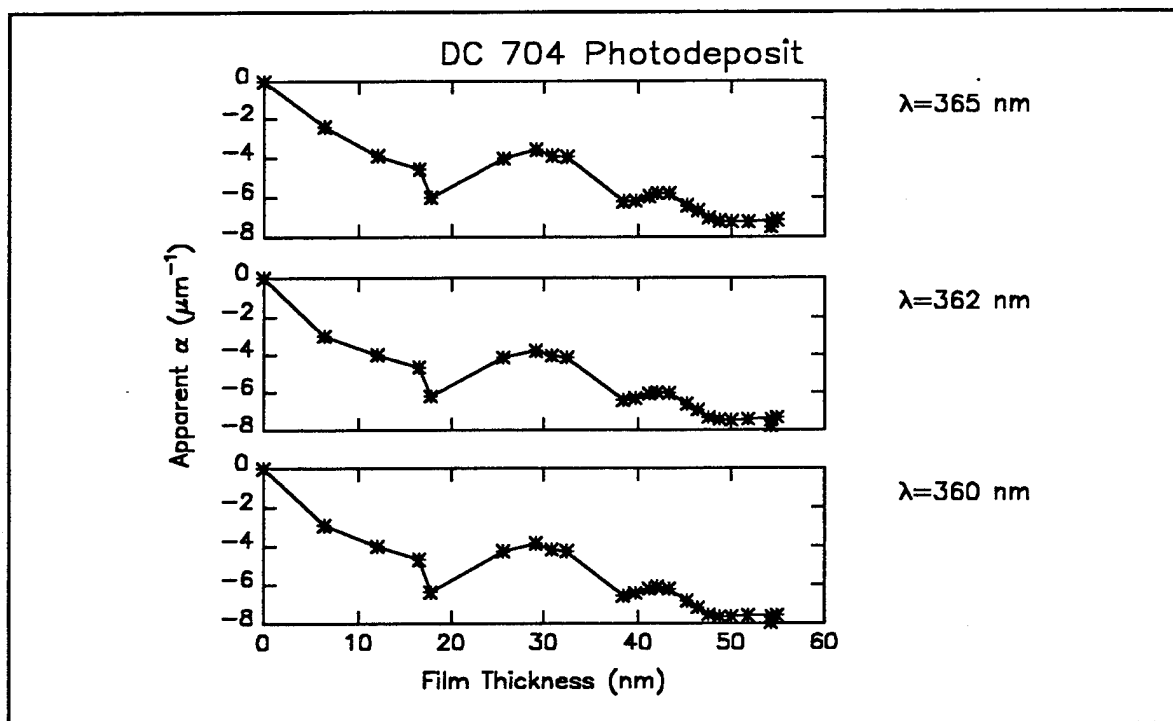 DC 704 Photodeposit
0
-2
-4
-6
-8
λ=365 nm
0
-2
-4
-6
-8
λ=362 nm
0
-2
-4
-6
-8
λ=360 nm
Apparent α (μm⁻¹)
0 10 20 30 40 50 60
Film Thickness (nm)